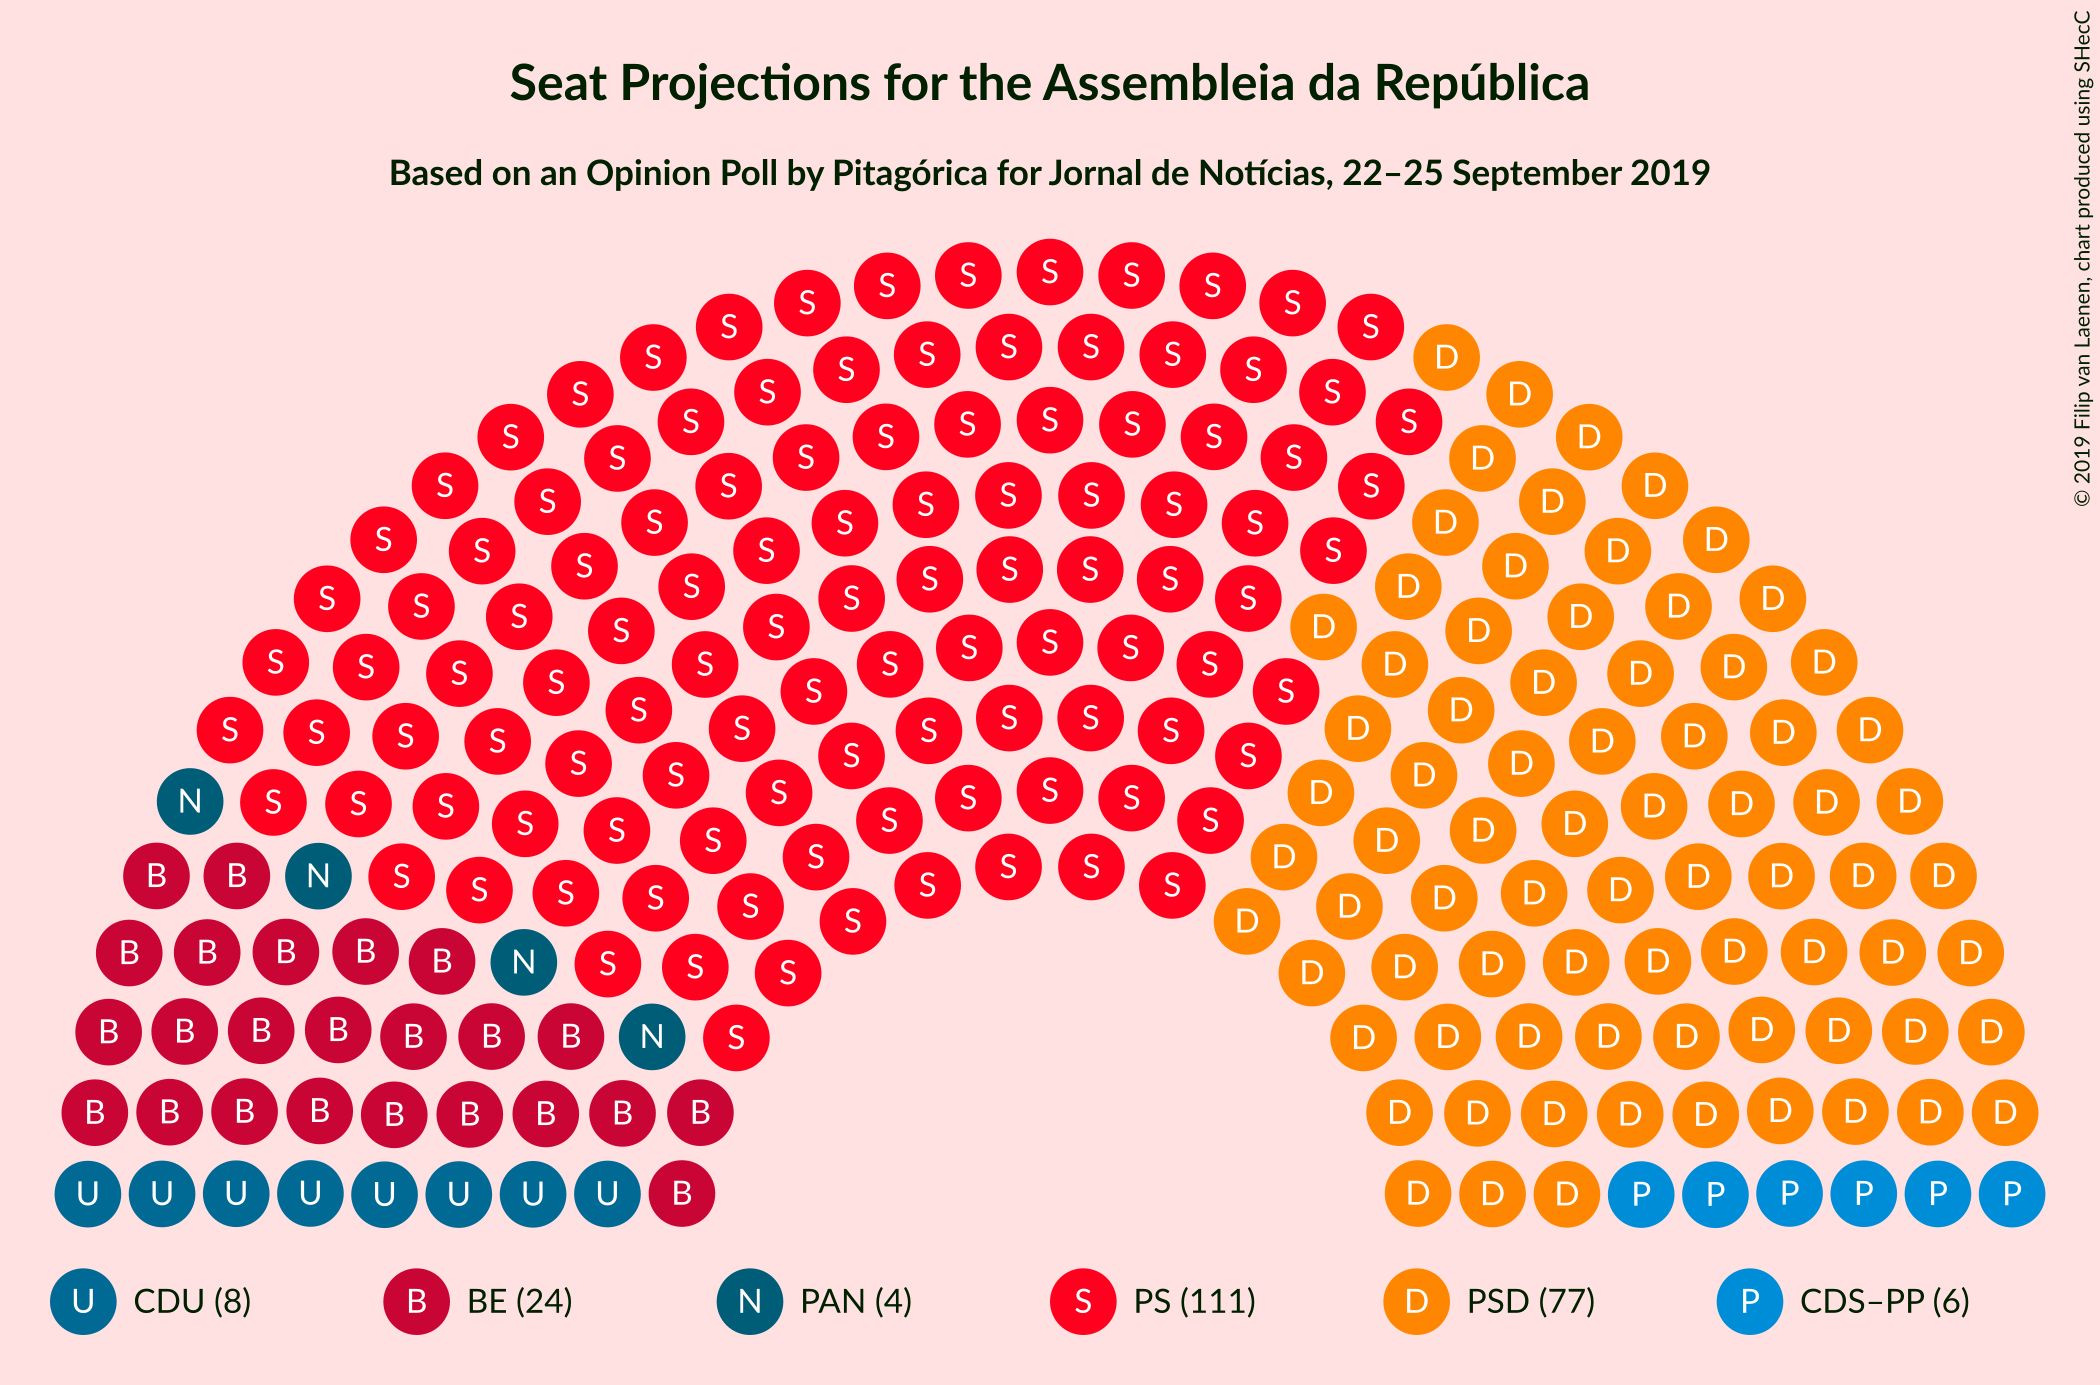 Seat Projections for the Assembleia da República
Based on an Opinion Poll by Pitagórica for Jornal de Notícias, 22–25 September 2019
© 2019 Filip van Laenen, chart produced using SHecC
S S S S S S S S S S S D D
S S S S S S S S S S S S D D
S S S S S S S S S S S S D D D
S S S S S S S S S S S S D D D D
S S S S S S S S S S S S D D D D D D
S S S S S S S S S S S S S D D D D D D
S S S S S S S S S S S S S D D D D D D D
N S S S S S S S S S S S S D D D D D D D D
B B N S S S S S S S S S S D D D D D D D D D
B B B B B N S S S D D D D D D D D D
B B B B B B B N S D D D D D D D D D
B B B B B B B B B D D D D D D D D D
U U U U U U U U B D D D P P P P P P
U CDU (8) B BE (24) N PAN (4) S PS (111) D PSD (77) P CDS–PP (6)